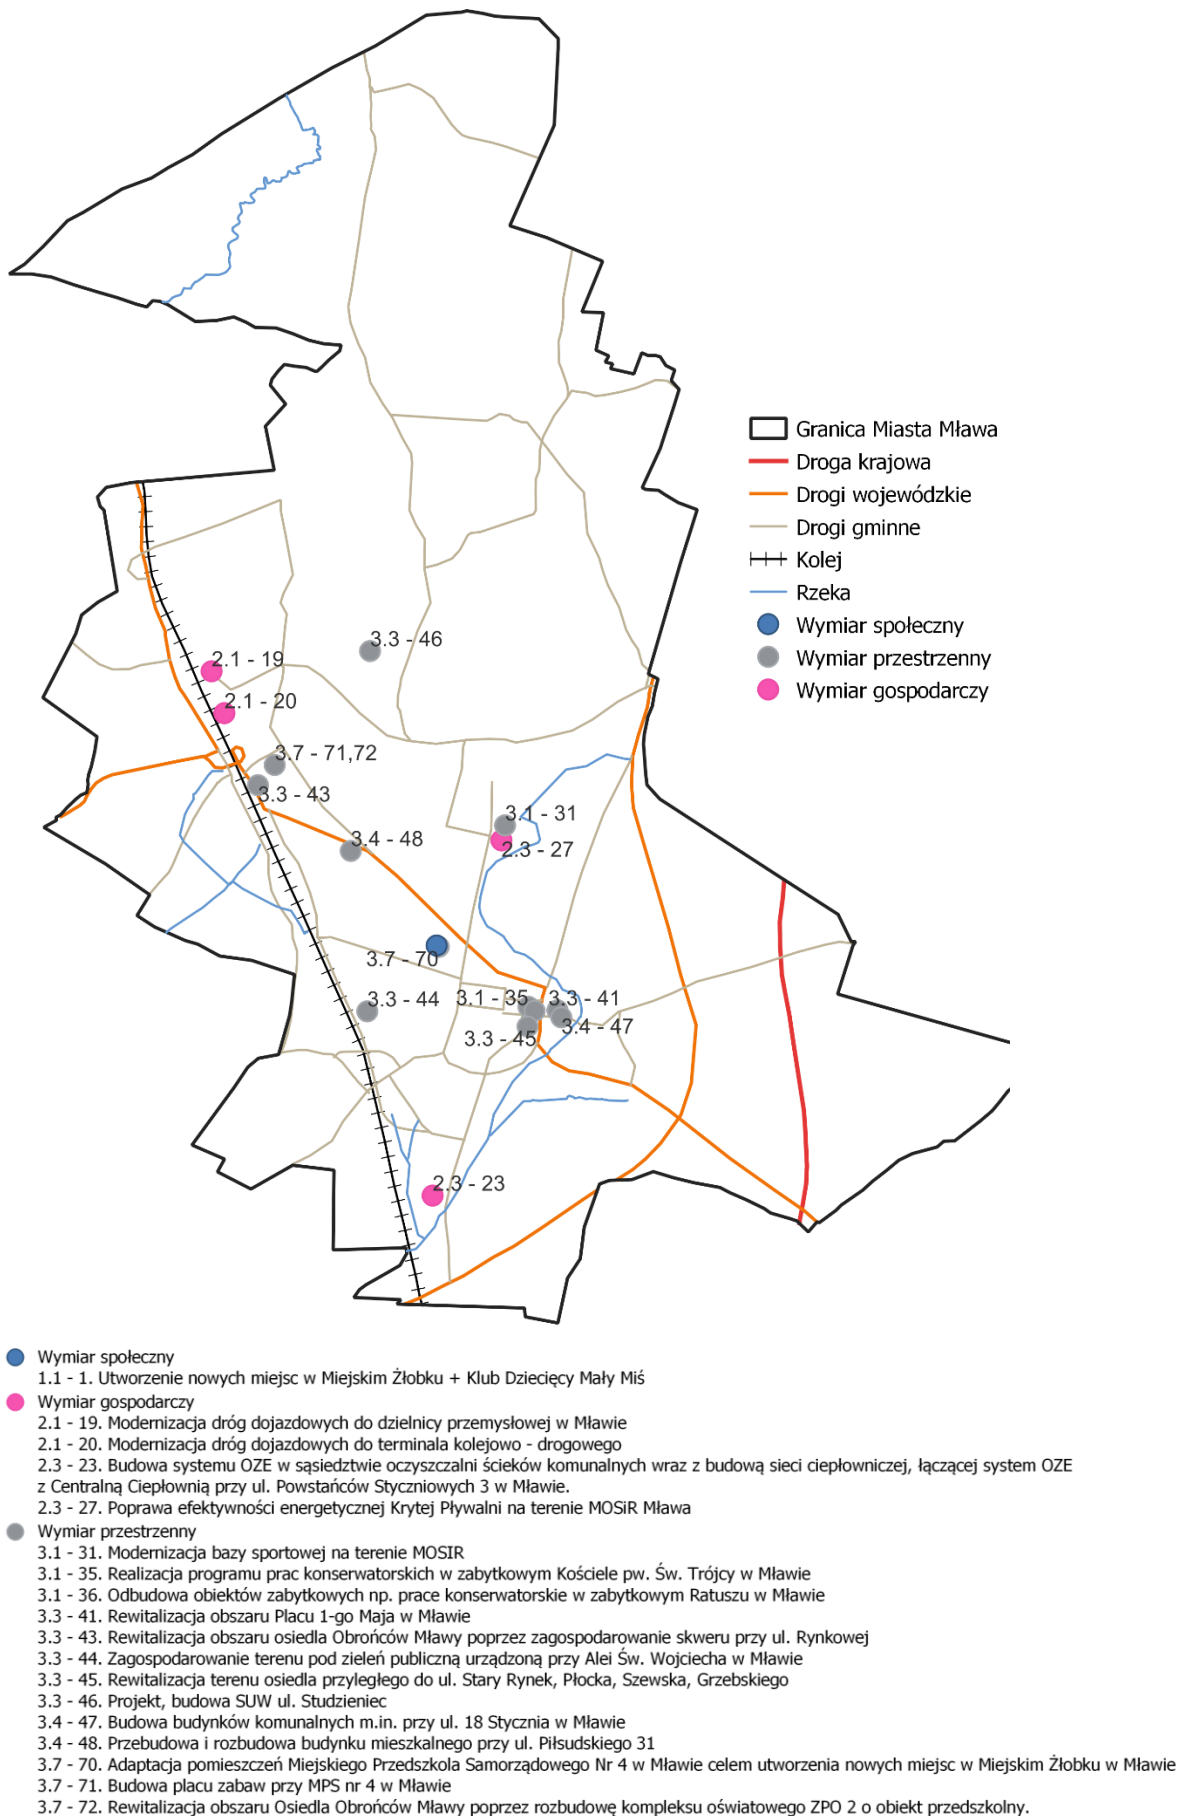 Granica Miasta Mława
Droga krajowa
Drogi wojewódzkie
Drogi gminne
Kolej
Rzeka
Wymiar społeczny
Wymiar przestrzenny
Wymiar gospodarczy
3.3 - 46
2.1 - 19
2.1 - 20
3.7 - 71,72
3.3 - 43
3.1 - 31
3.4 - 48
2.3 - 27
3.7 - 70
3.3 - 44
3.1 - 35
3.3 - 41
3.4 - 47
3.3 - 45
2.3 - 23
Wymiar społeczny
1.1 - 1. Utworzenie nowych miejsc w Miejskim Żłobku + Klub Dziecięcy Mały Miś
Wymiar gospodarczy
2.1 - 19. Modernizacja dróg dojazdowych do dzielnicy przemysłowej w Mławie
2.1 - 20. Modernizacja dróg dojazdowych do terminala kolejowo - drogowego
2.3 - 23. Budowa systemu OZE w sąsiedztwie oczyszczalni ścieków komunalnych wraz z budową sieci ciepłowniczej, łączącej system OZE
z Centralną Ciepłownią przy ul. Powstańców Styczniowych 3 w Mławie.
2.3 - 27. Poprawa efektywności energetycznej Krytej Pływalni na terenie MOSiR Mława
Wymiar przestrzenny
3.1 - 31. Modernizacja bazy sportowej na terenie MOSIR
3.1 - 35. Realizacja programu prac konserwatorskich w zabytkowym Kościele pw. Św. Trójcy w Mławie
3.1 - 36. Odbudowa obiektów zabytkowych np. prace konserwatorskie w zabytkowym Ratuszu w Mławie
3.3 - 41. Rewitalizacja obszaru Placu 1-go Maja w Mławie
3.3 - 43. Rewitalizacja obszaru osiedla Obrońców Mławy poprzez zagospodarowanie skweru przy ul. Rynkowej
3.3 - 44. Zagospodarowanie terenu pod zieleń publiczną urządzoną przy Alei Św. Wojciecha w Mławie
3.3 - 45. Rewitalizacja terenu osiedla przyległego do ul. Stary Rynek, Płocka, Szewska, Grzebskiego
3.3 - 46. Projekt, budowa SUW ul. Studzieniec
3.4 - 47. Budowa budynków komunalnych m.in. przy ul. 18 Stycznia w Mławie
3.4 - 48. Przebudowa i rozbudowa budynku mieszkalnego przy ul. Piłsudskiego 31
3.7 - 70. Adaptacja pomieszczeń Miejskiego Przedszkola Samorządowego Nr 4 w Mławie celem utworzenia nowych miejsc w Miejskim Żłobku w Mławie
3.7 - 71. Budowa placu zabaw przy MPS nr 4 w Mławie
3.7 - 72. Rewitalizacja obszaru Osiedla Obrońców Mławy poprzez rozbudowę kompleksu oświatowego ZPO 2 o obiekt przedszkolny.